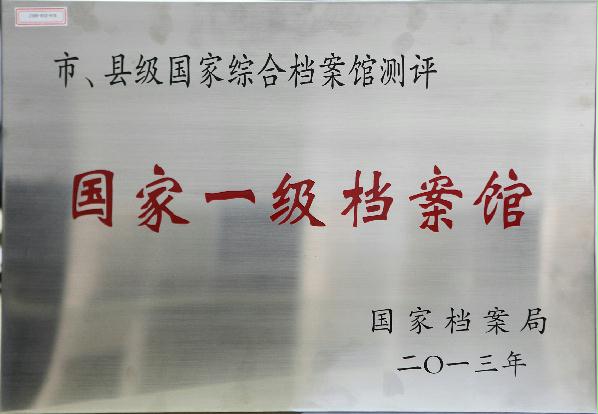 市、县级国家综合档案馆测评
国家一级档案馆
国家档案局
二〇一三年